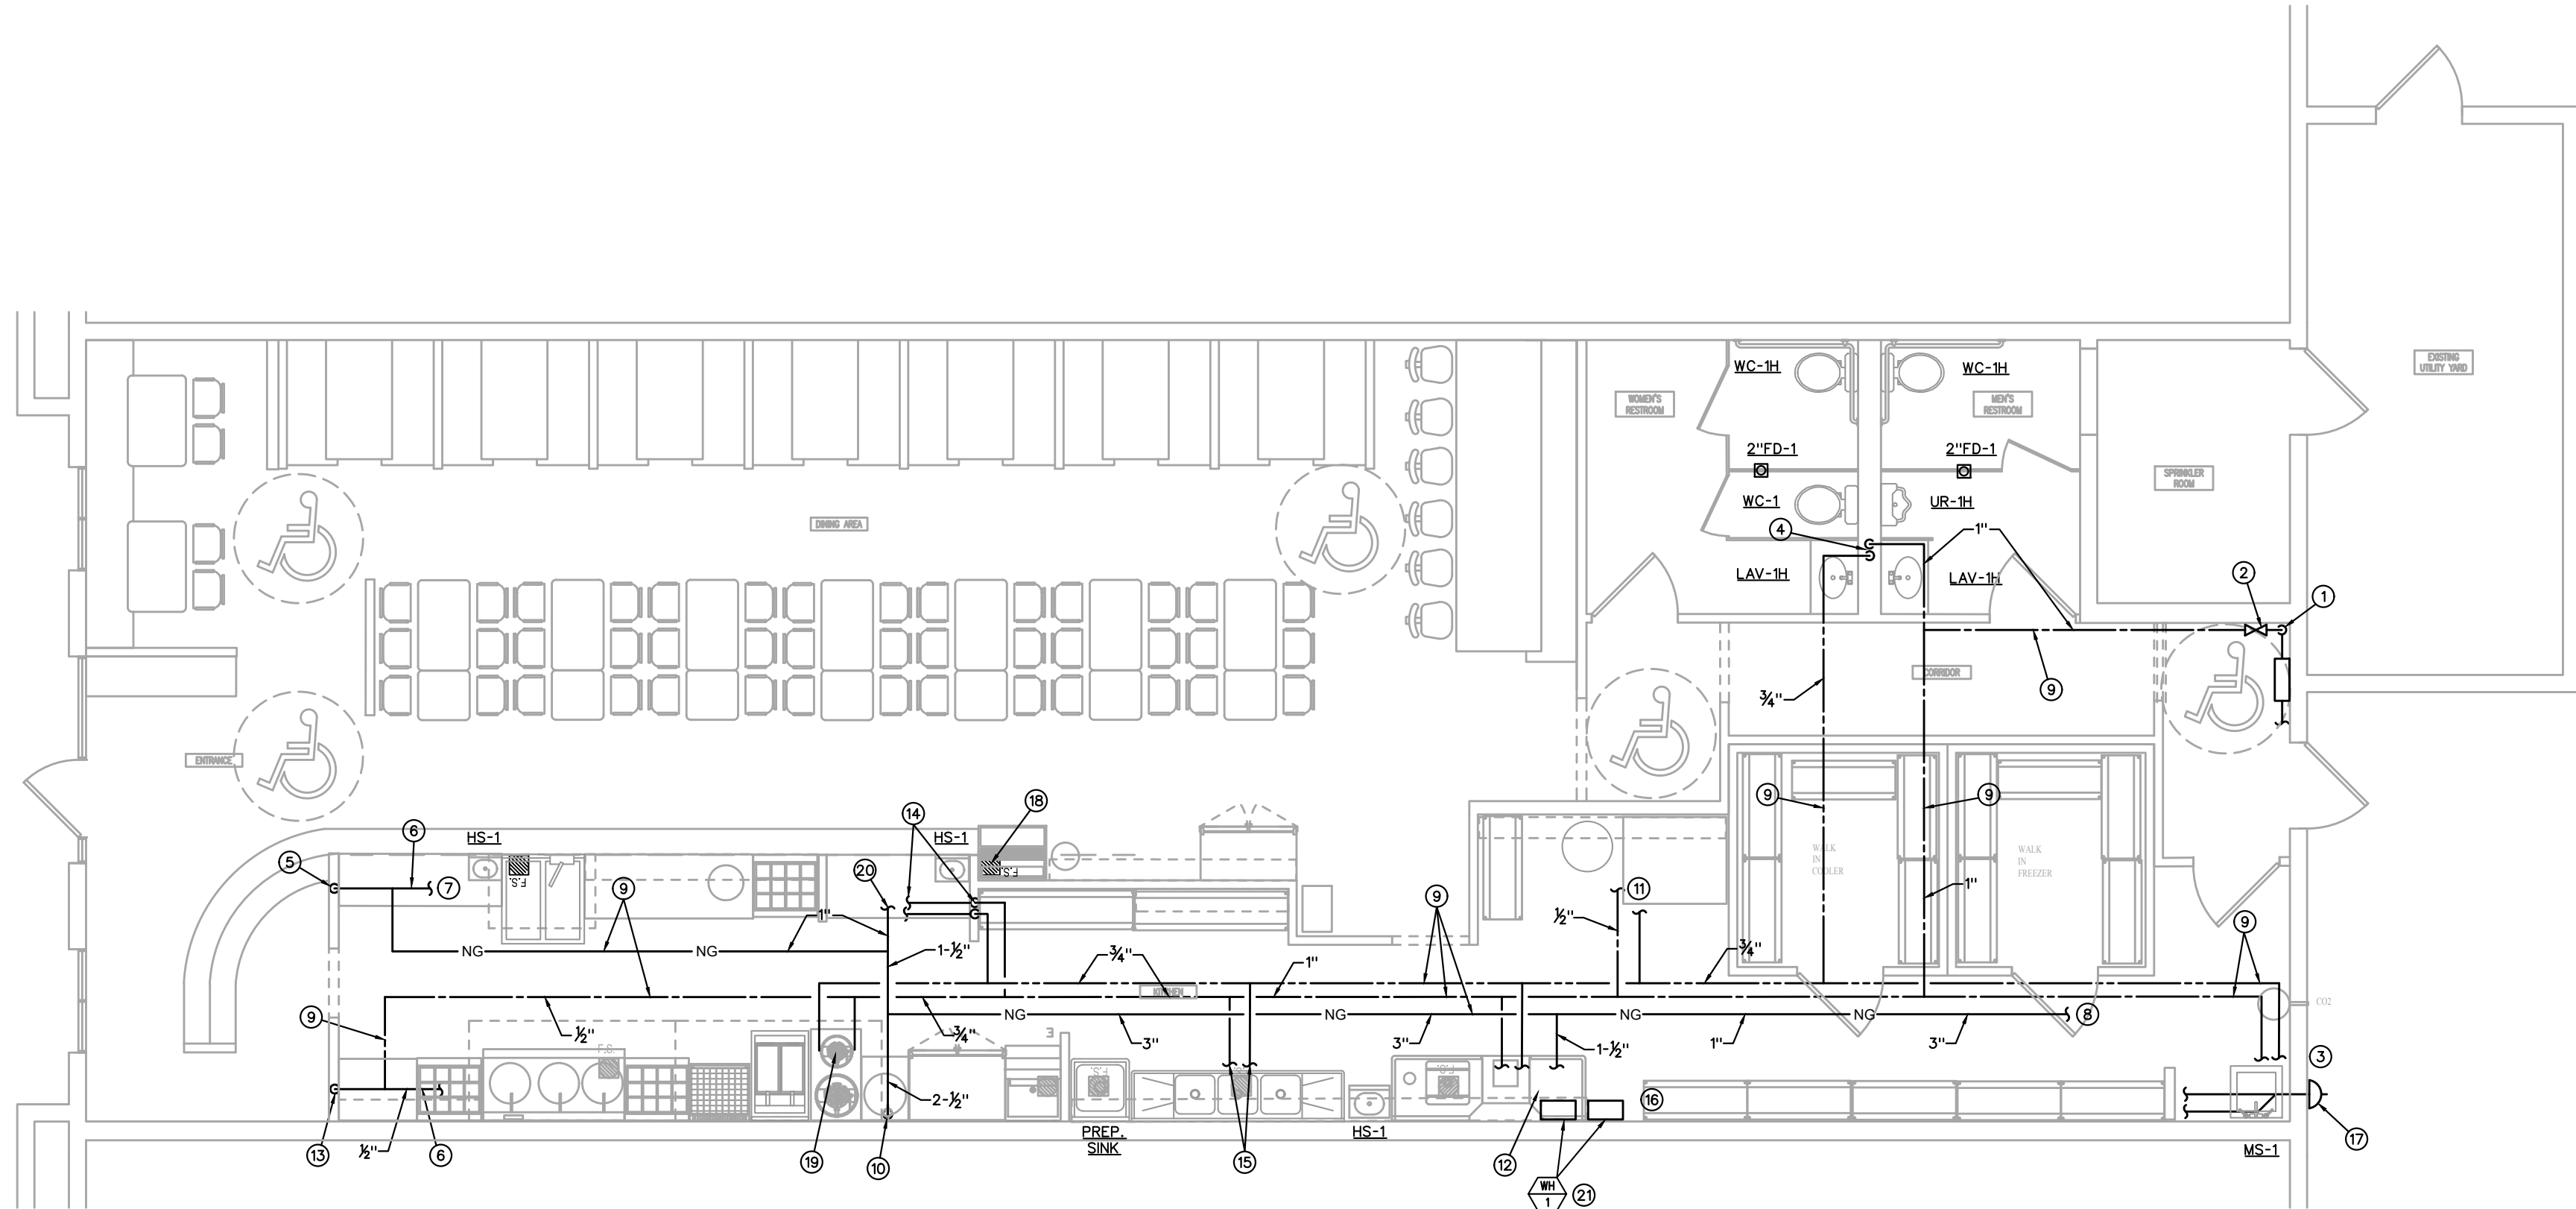 EXISTING
UTILITY YARD
WC-1H
WC-1H
WOMEN'S
RESTROOM
MEN'S
RESTROOM
2"FD-1
2"FD-1
SPRINKLER
ROOM
WC-1
UR-1H
DINING AREA
4
1"
LAV-1H
LAV-1H
2
1
CORRIDOR
9
¾"
ENTRANCE
9
9
18
14
6
HS-1
HS-1
WALK
IN
COOLER
WALK
IN
FREEZER
5
7
F.S.
F.S.
20
9
9
11
1"
½"
1"
9
NG
NG
1-½"
¾"
1"
¾"
KITCHEN
CO2
9
½"
¾"
NG
NG
NG
NG
8
3"
3"
1"
3"
1-½"
3
F.S.
F.S.
F.S.
F.S.
2-½"
16
13
½"
6
19
10
PREP.
SINK
15
HS-1
12
17
MS-1
WH
1
21